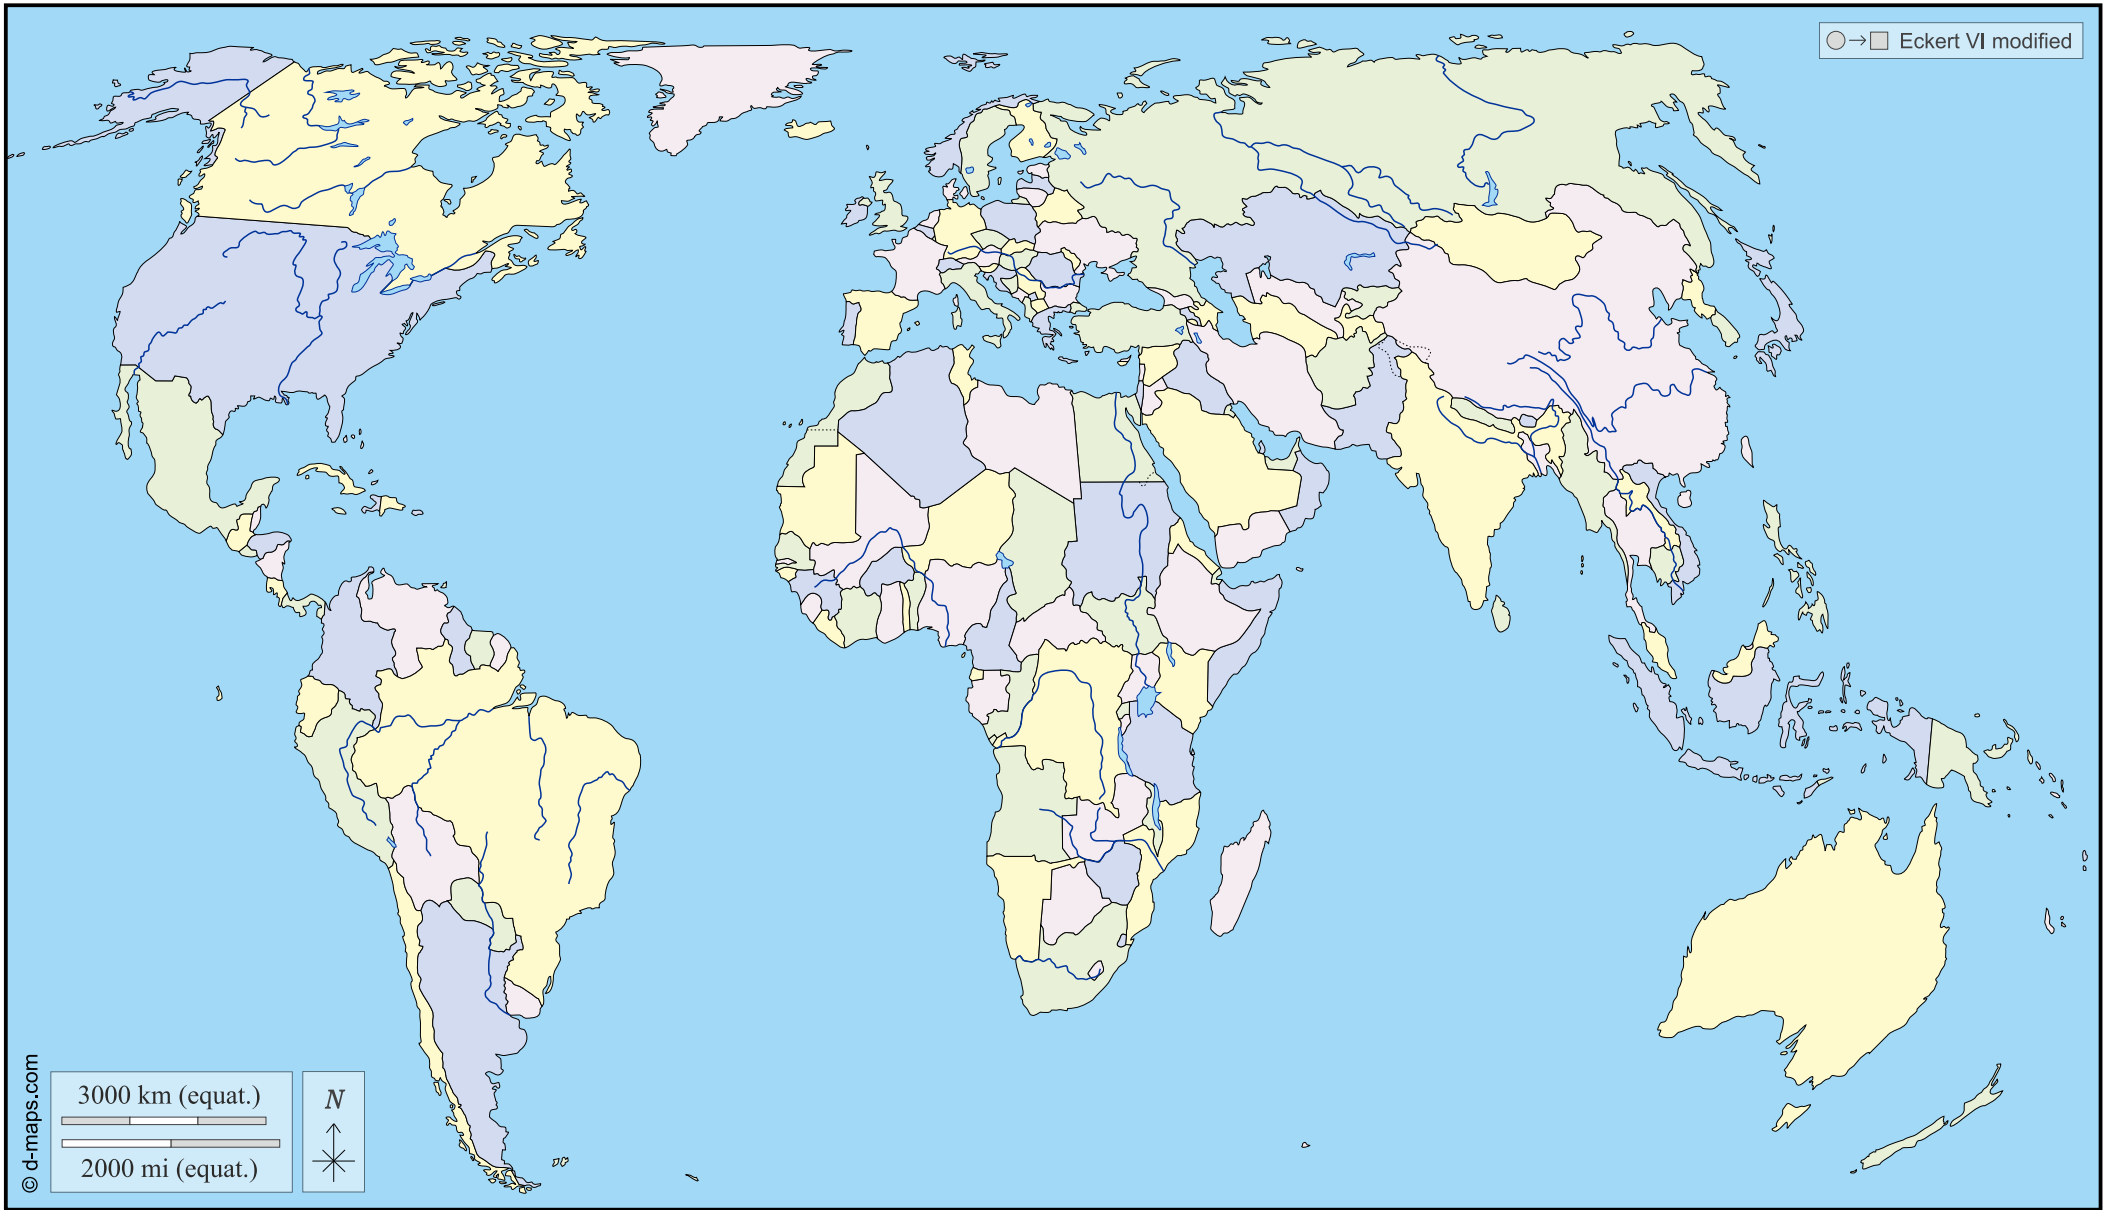 Eckert VI modified
© d-maps.com
3000 km (equat.)
2000 mi (equat.)
N